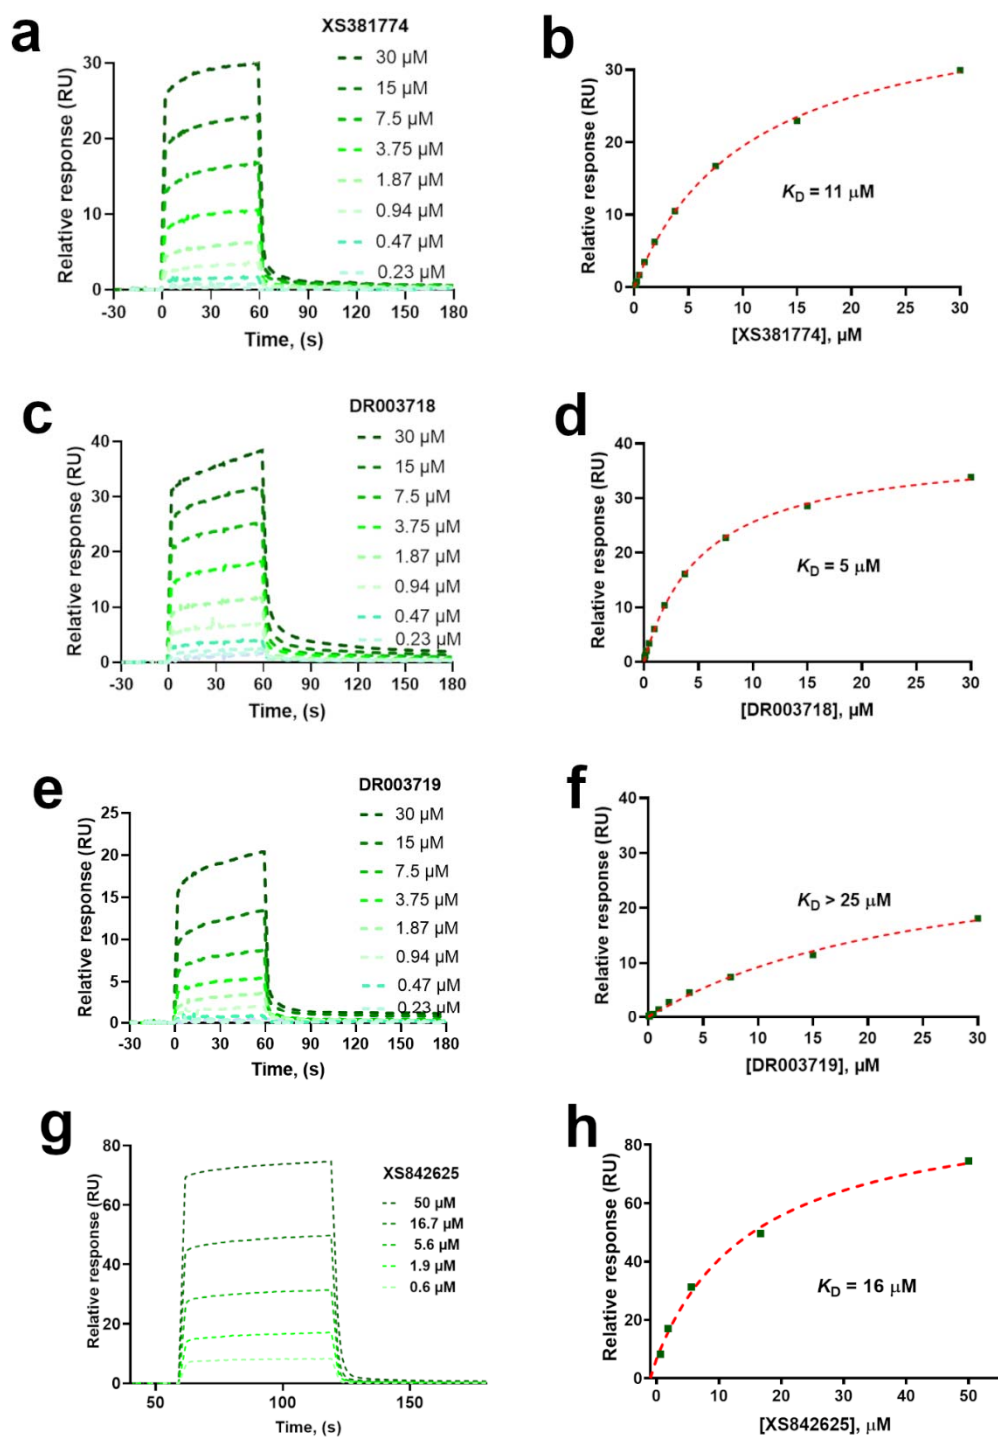 a
XS381774
30 µM
15 µM
7.5 µM
3.75 µM
1.87 µM
0.94 µM
0.47 µM
0.23 µM
Relative response (RU)
30
20
10
0
-30 0 30 60 90 120 150 180
Time, (s)
b
Relative response (RU)
30
20
10
0
K_D = 11 µM
0 5 10 15 20 25 30
[XS381774], µM
c
DR003718
30 µM
15 µM
7.5 µM
3.75 µM
1.87 µM
0.94 µM
0.47 µM
0.23 µM
Relative response (RU)
40
30
20
10
0
-30 0 30 60 90 120 150 180
Time, (s)
d
Relative response (RU)
40
30
20
10
0
K_D = 5 µM
0 5 10 15 20 25 30
[DR003718], µM
e
DR003719
30 µM
15 µM
7.5 µM
3.75 µM
1.87 µM
0.94 µM
0.47 µM
0.23 µM
Relative response (RU)
25
20
15
10
5
0
-30 0 30 60 90 120 150 180
Time, (s)
f
Relative response (RU)
40
30
20
10
0
K_D > 25 µM
0 5 10 15 20 25 30
[DR003719], µM
g
XS842625
50 µM
16.7 µM
5.6 µM
1.9 µM
0.6 µM
Relative response (RU)
80
60
40
20
0
50 100 150
Time, (s)
h
Relative response (RU)
80
60
40
20
0
K_D = 16 µM
0 10 20 30 40 50
[XS842625], µM